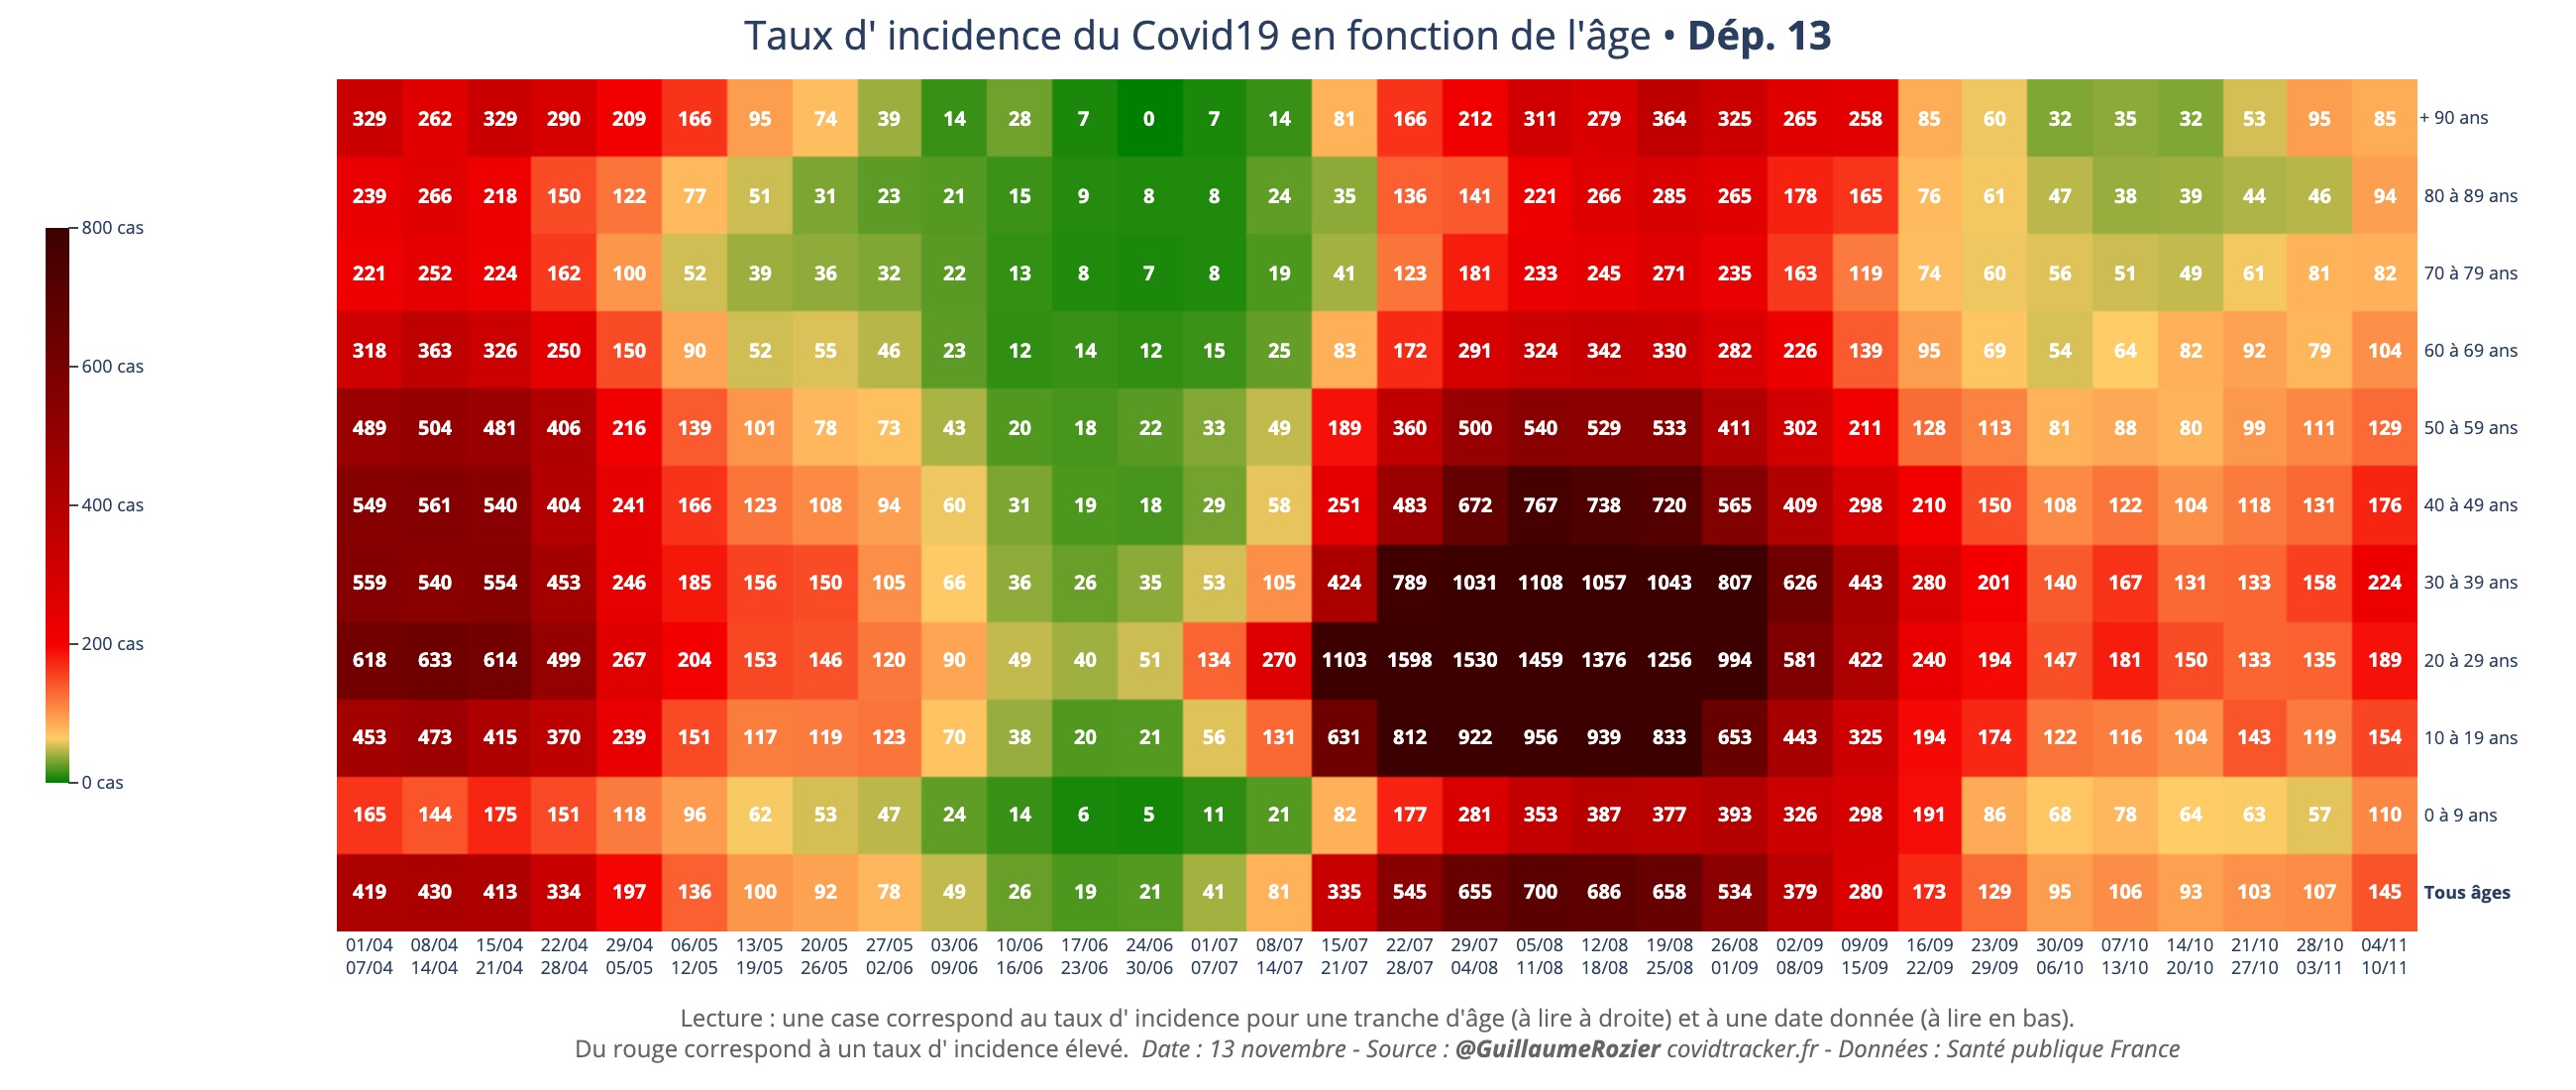 Taux d' incidence du Covid19 en fonction de l'âge • Dép. 13
800 cas
600 cas
400 cas
200 cas
0 cas
329 262 329 290 209 166 95 74 39 14 28 7 0 7 14 81 166 212 311 279 364 325 265 258 85 60 32 35 32 53 95 85 + 90 ans
239 266 218 150 122 77 51 31 23 21 15 9 8 8 24 35 136 141 221 266 285 265 178 165 76 61 47 38 39 44 46 94 80 à 89 ans
221 252 224 162 100 52 39 36 32 22 13 8 7 8 19 41 123 181 233 245 271 235 163 119 74 60 56 51 49 61 81 82 70 à 79 ans
318 363 326 250 150 90 52 55 46 23 12 14 12 15 25 83 172 291 324 342 330 282 226 139 95 69 54 64 82 92 79 104 60 à 69 ans
489 504 481 406 216 139 101 78 73 43 20 18 22 33 49 189 360 500 540 529 533 411 302 211 128 113 81 88 80 99 111 129 50 à 59 ans
549 561 540 404 241 166 123 108 94 60 31 19 18 29 58 251 483 672 767 738 720 565 409 298 210 150 108 122 104 118 131 176 40 à 49 ans
559 540 554 453 246 185 156 150 105 66 36 26 35 53 105 424 789 1031 1108 1057 1043 807 626 443 280 201 140 167 131 133 158 224 30 à 39 ans
618 633 614 499 267 204 153 146 120 90 49 40 51 134 270 1103 1598 1530 1459 1376 1256 994 581 422 240 194 147 181 150 133 135 189 20 à 29 ans
453 473 415 370 239 151 117 119 123 70 38 20 21 56 131 631 812 922 956 939 833 653 443 325 194 174 122 116 104 143 119 154 10 à 19 ans
165 144 175 151 118 96 62 53 47 24 14 6 5 11 21 82 177 281 353 387 377 393 326 298 191 86 68 78 64 63 57 110 0 à 9 ans
419 430 413 334 197 136 100 92 78 49 26 19 21 41 81 335 545 655 700 686 658 534 379 280 173 129 95 106 93 103 107 145 Tous âges
01/04 08/04 15/04 22/04 29/04 06/05 13/05 20/05 27/05 03/06 10/06 17/06 24/06 01/07 08/07 15/07 22/07 29/07 05/08 12/08 19/08 26/08 02/09 09/09 16/09 23/09 30/09 07/10 14/10 21/10 28/10 04/11
07/04 14/04 21/04 28/04 05/05 12/05 19/05 26/05 02/06 09/06 16/06 23/06 30/06 07/07 14/07 21/07 28/07 04/08 11/08 18/08 25/08 01/09 08/09 15/09 22/09 29/09 06/10 13/10 20/10 27/10 03/11 10/11
Lecture : une case correspond au taux d' incidence pour une tranche d'âge (à lire à droite) et à une date donnée (à lire en bas).
Du rouge correspond à un taux d' incidence élevé. Date : 13 novembre - Source : @GuillaumeRozier covidtracker.fr - Données : Santé publique France